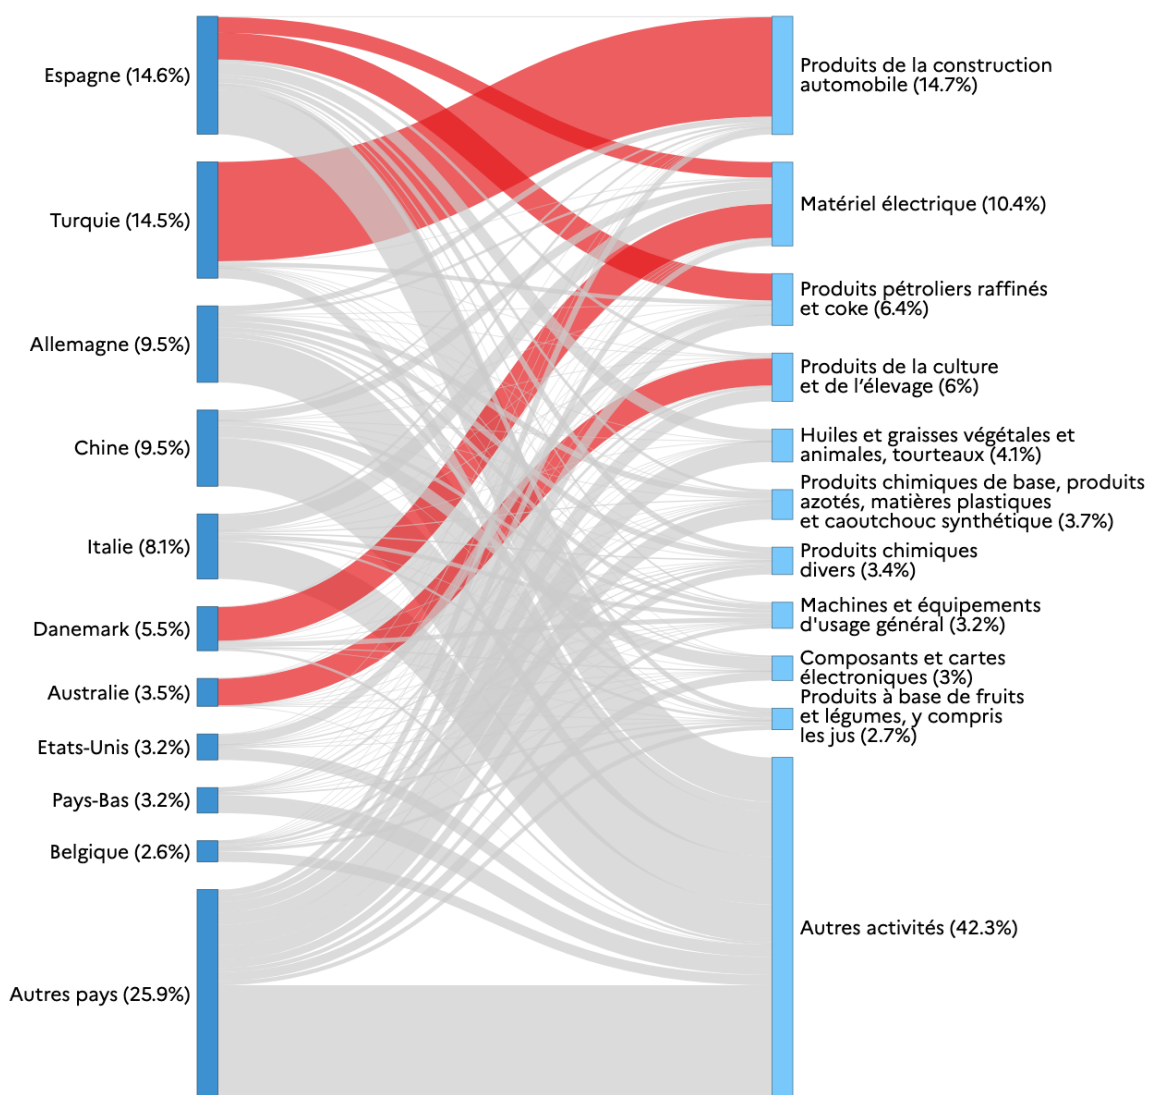 Espagne (14.6%)
Turquie (14.5%)
Allemagne (9.5%)
Chine (9.5%)
Italie (8.1%)
Danemark (5.5%)
Australie (3.5%)
Etats-Unis (3.2%)
Pays-Bas (3.2%)
Belgique (2.6%)
Autres pays (25.9%)
Produits de la construction
automobile (14.7%)
Matériel électrique (10.4%)
Produits pétroliers raffinés
et coke (6.4%)
Produits de la culture
et de l’élevage (6%)
Huiles et graisses végétales et
animales, tourteaux (4.1%)
Produits chimiques de base, produits
azotés, matières plastiques
et caoutchouc synthétique (3.7%)
Produits chimiques
divers (3.4%)
Machines et équipements
d'usage général (3.2%)
Composants et cartes
électroniques (3%)
Produits à base de fruits
et légumes, y compris
les jus (2.7%)
Autres activités (42.3%)